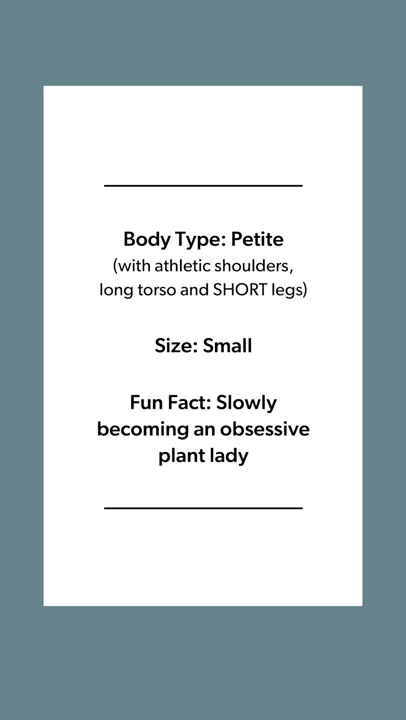 Body Type: Petite
(with athletic shoulders,
long torso and SHORT legs)
Size: Small
Fun Fact: Slowly
becoming an obsessive
plant lady